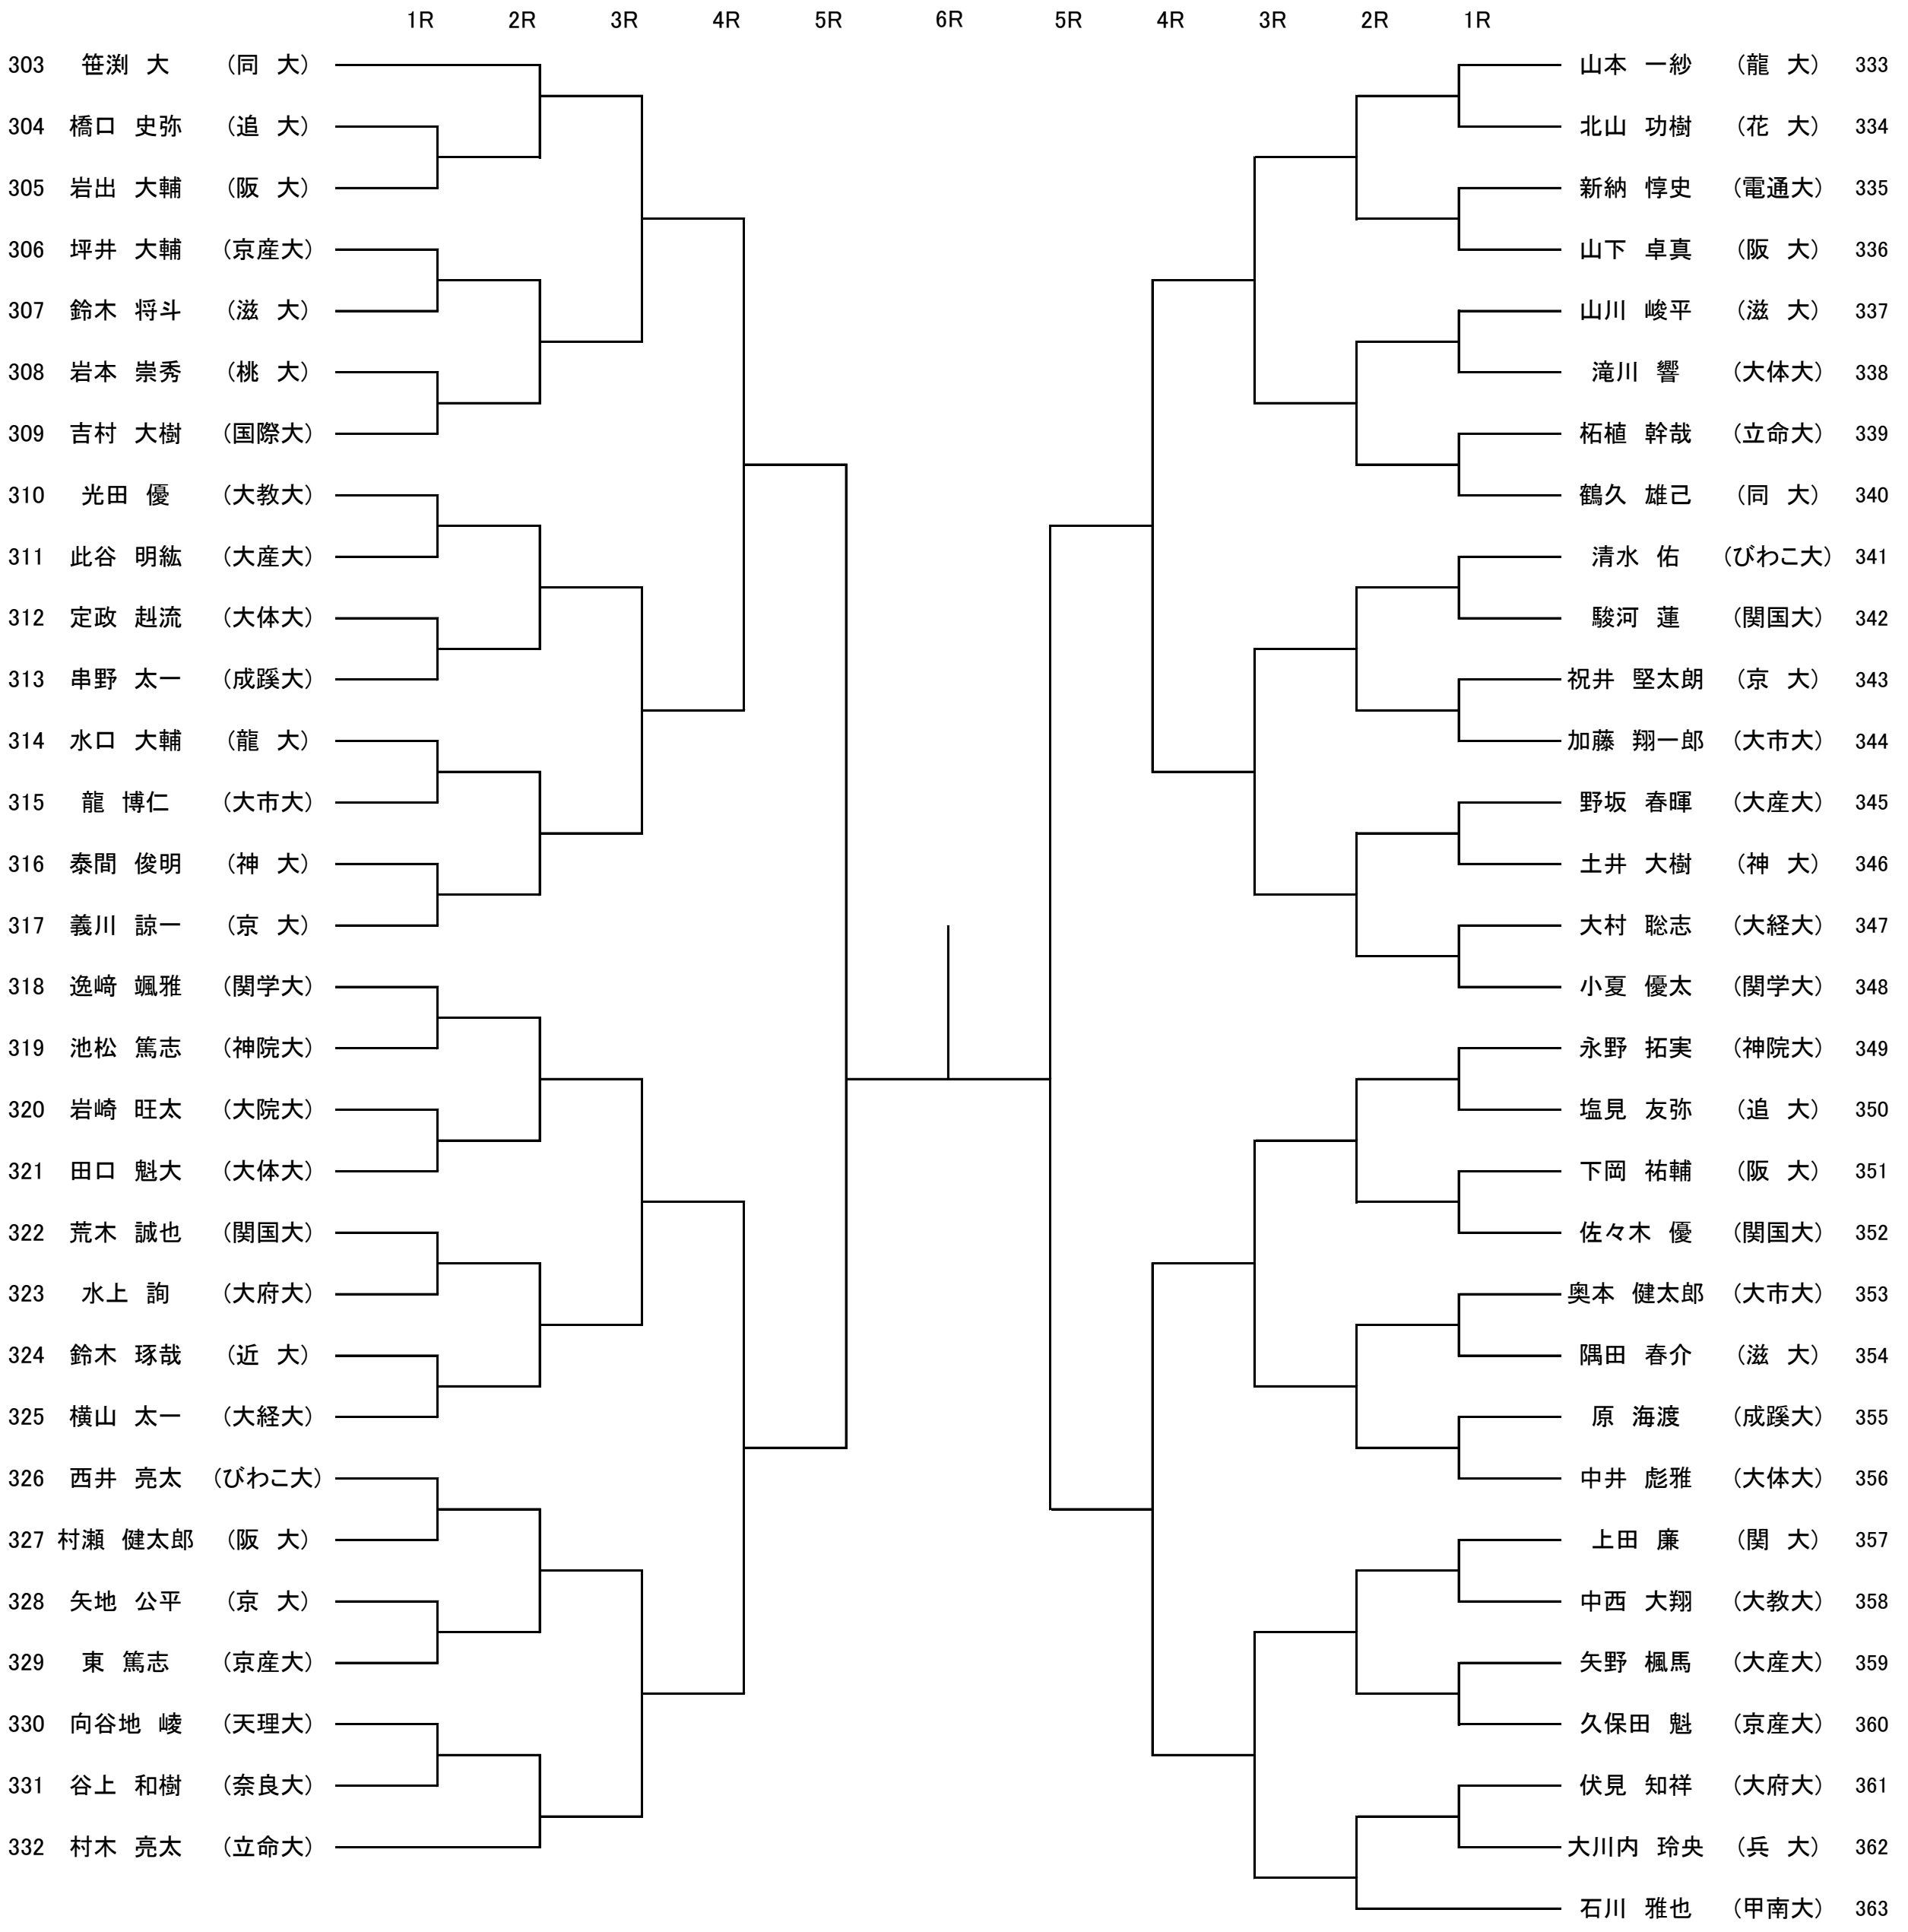 1R 2R 3R 4R 5R 6R 5R 4R 3R 2R 1R
303 笹渕 大 (同 大)
304 橋口 史弥 (追 大)
305 岩出 大輔 (阪 大)
306 坪井 大輔 (京産大)
307 鈴木 将斗 (滋 大)
308 岩本 崇秀 (桃 大)
309 吉村 大樹 (国際大)
310 光田 優 (大教大)
311 此谷 明紘 (大産大)
312 定政 赳流 (大体大)
313 串野 太一 (成蹊大)
314 水口 大輔 (龍 大)
315 龍 博仁 (大市大)
316 泰間 俊明 (神 大)
317 義川 諒一 (京 大)
318 逸﨑 颯雅 (関学大)
319 池松 篤志 (神院大)
320 岩崎 旺太 (大院大)
321 田口 魁大 (大体大)
322 荒木 誠也 (関国大)
323 水上 詢 (大府大)
324 鈴木 琢哉 (近 大)
325 横山 太一 (大経大)
326 西井 亮太 (びわこ大)
327 村瀬 健太郎 (阪 大)
328 矢地 公平 (京 大)
329 東 篤志 (京産大)
330 向谷地 崚 (天理大)
331 谷上 和樹 (奈良大)
332 村木 亮太 (立命大)
山本 一紗 (龍 大) 333
北山 功樹 (花 大) 334
新納 惇史 (電通大) 335
山下 卓真 (阪 大) 336
山川 峻平 (滋 大) 337
滝川 響 (大体大) 338
柘植 幹哉 (立命大) 339
鶴久 雄己 (同 大) 340
清水 佑 (びわこ大) 341
駿河 蓮 (関国大) 342
祝井 堅太朗 (京 大) 343
加藤 翔一郎 (大市大) 344
野坂 春暉 (大産大) 345
土井 大樹 (神 大) 346
大村 聡志 (大経大) 347
小夏 優太 (関学大) 348
永野 拓実 (神院大) 349
塩見 友弥 (追 大) 350
下岡 祐輔 (阪 大) 351
佐々木 優 (関国大) 352
奥本 健太郎 (大市大) 353
隅田 春介 (滋 大) 354
原 海渡 (成蹊大) 355
中井 彪雅 (大体大) 356
上田 廉 (関 大) 357
中西 大翔 (大教大) 358
矢野 楓馬 (大産大) 359
久保田 魁 (京産大) 360
伏見 知祥 (大府大) 361
大川内 玲央 (兵 大) 362
石川 雅也 (甲南大) 363